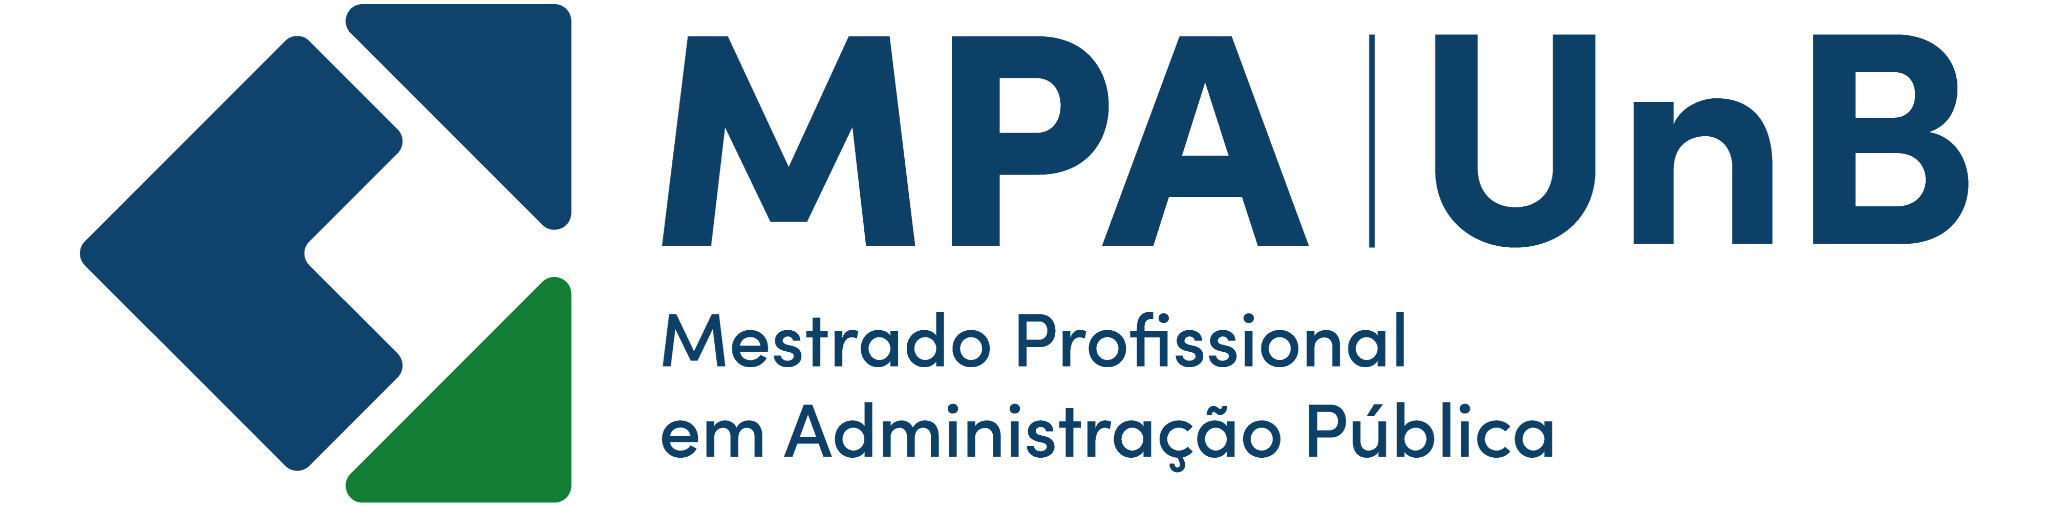 MPA | UnB
Mestrado Profissional
em Administração Pública